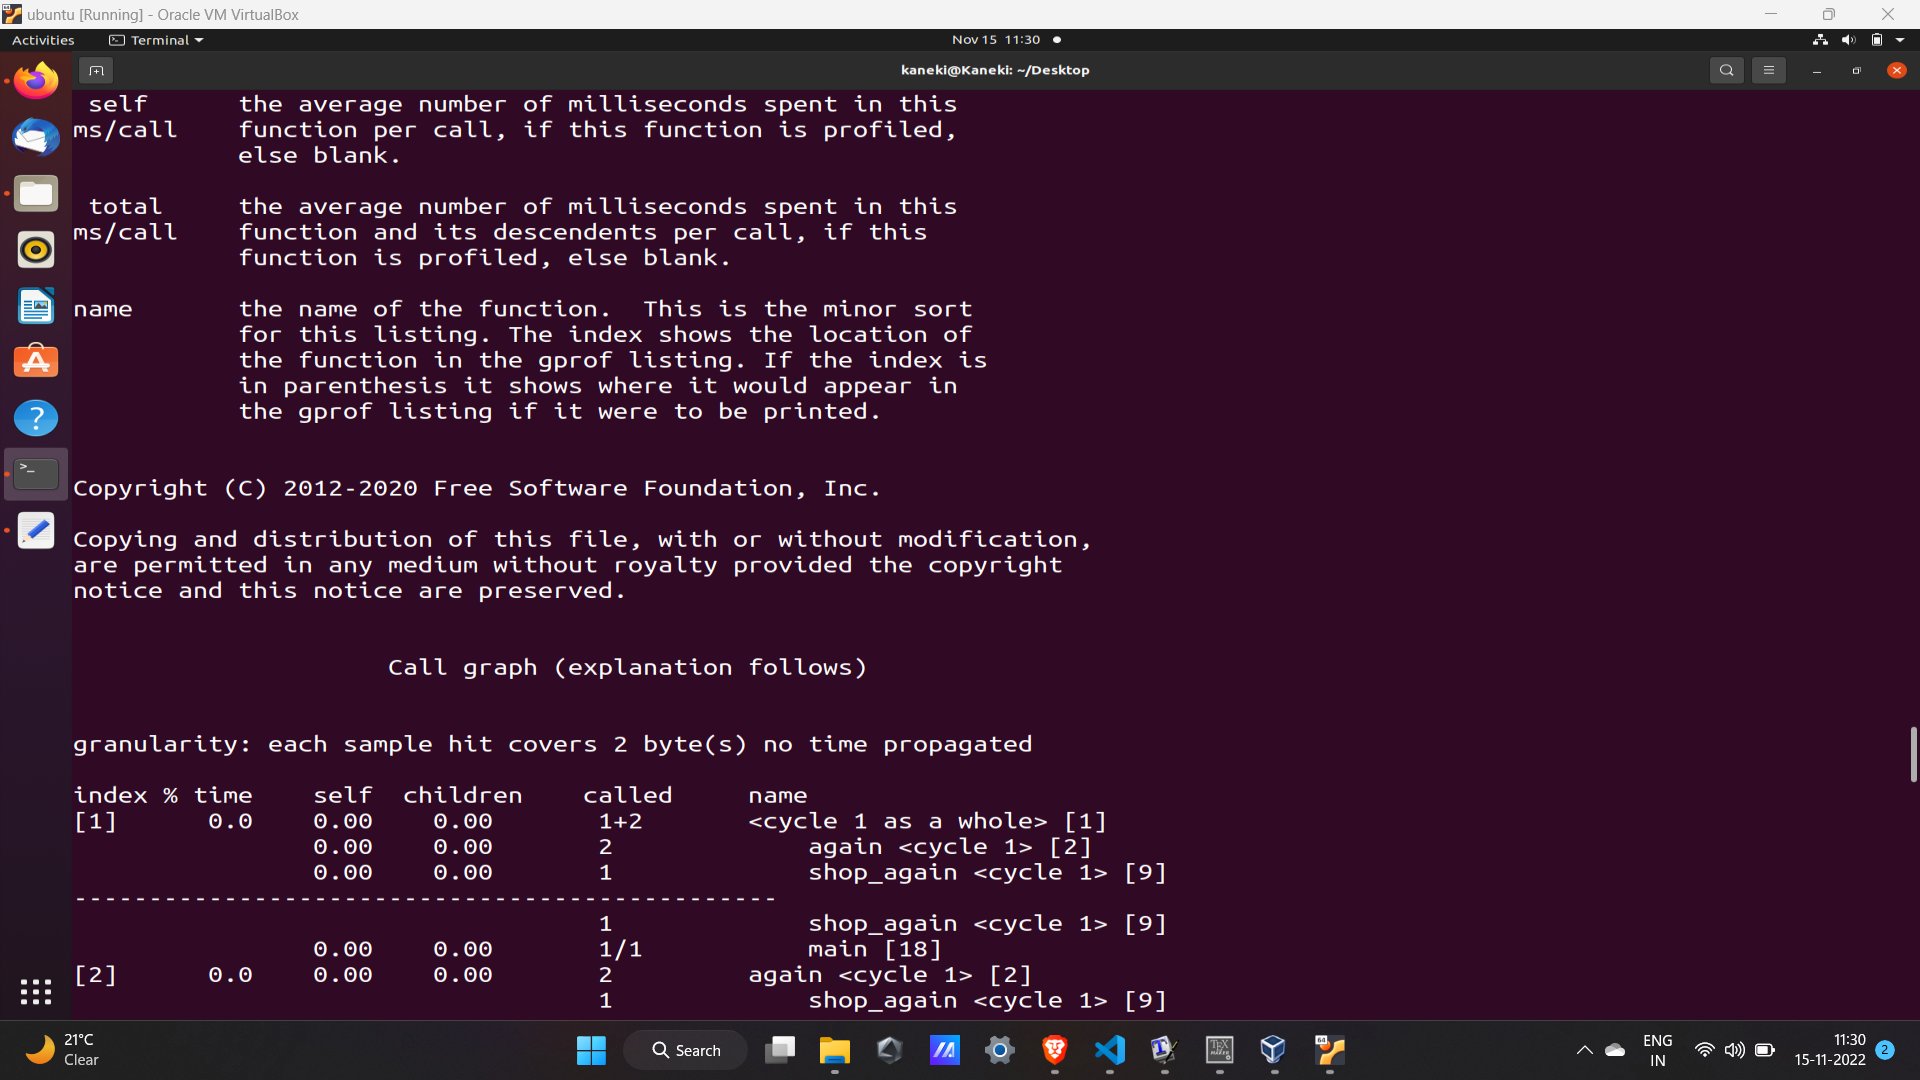 ubuntu [Running] - Oracle VM VirtualBox
Activities Terminal Nov 15 11:30
kaneki@Kaneki: ~/Desktop
self the average number of milliseconds spent in this
ms/call function per call, if this function is profiled,
else blank.
total the average number of milliseconds spent in this
ms/call function and its descendents per call, if this
function is profiled, else blank.
name the name of the function. This is the minor sort
for this listing. The index shows the location of
the function in the gprof listing. If the index is
in parenthesis it shows where it would appear in
the gprof listing if it were to be printed.
Copyright (C) 2012-2020 Free Software Foundation, Inc.
Copying and distribution of this file, with or without modification,
are permitted in any medium without royalty provided the copyright
notice and this notice are preserved.
Call graph (explanation follows)
granularity: each sample hit covers 2 byte(s) no time propagated
index % time self children called name
[1] 0.0 0.00 0.00 1+2 <cycle 1 as a whole> [1]
0.00 0.00 2 again <cycle 1> [2]
0.00 0.00 1 shop_again <cycle 1> [9]
-----------------------------------------------
1 shop_again <cycle 1> [9]
0.00 0.00 1/1 main [18]
[2] 0.0 0.00 0.00 2 again <cycle 1> [2]
1 shop_again <cycle 1> [9]
21°C
Clear
Search
ENG
IN
11:30
15-11-2022
2